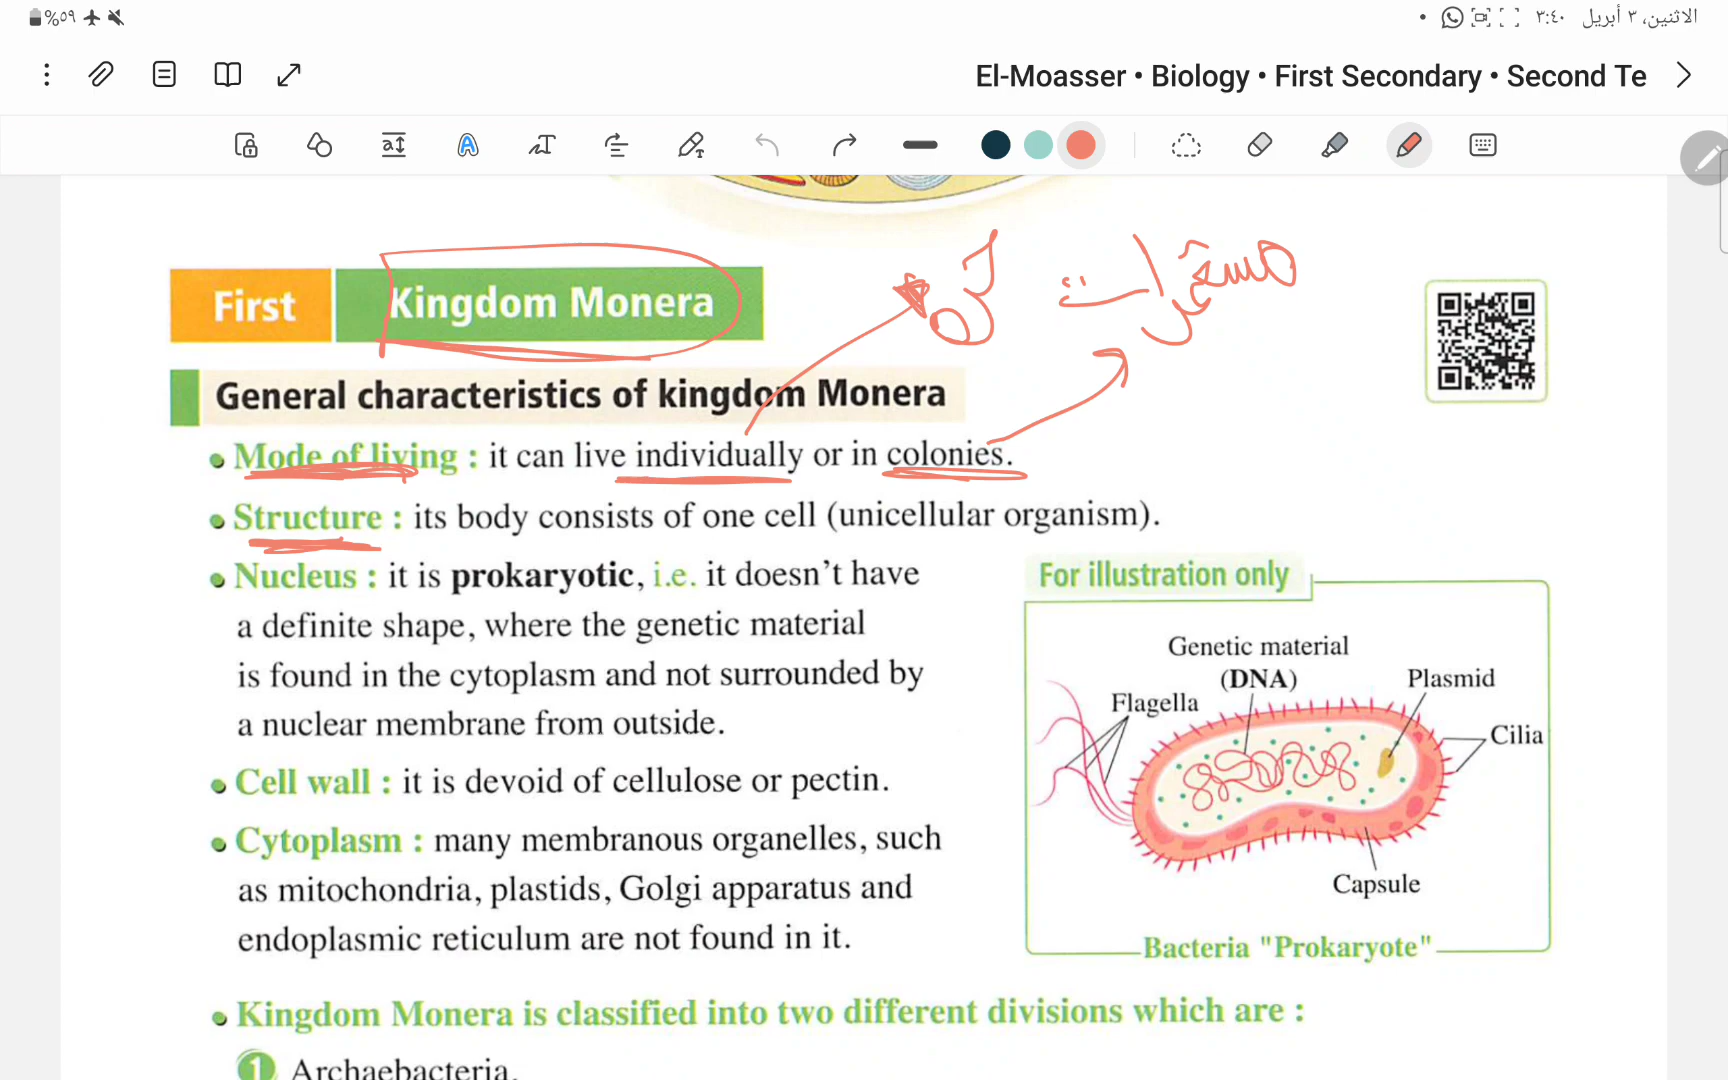 %٥٩
الاثنين، ٣ أبريل ٣:٤٠
El-Moasser • Biology • First Secondary • Second Te
First Kingdom Monera
حرة
مستعمرات
General characteristics of kingdom Monera
• Mode of living : it can live individually or in colonies.
• Structure : its body consists of one cell (unicellular organism).
• Nucleus : it is prokaryotic, i.e. it doesn't have
a definite shape, where the genetic material
is found in the cytoplasm and not surrounded by
a nuclear membrane from outside.
• Cell wall : it is devoid of cellulose or pectin.
• Cytoplasm : many membranous organelles, such
as mitochondria, plastids, Golgi apparatus and
endoplasmic reticulum are not found in it.
For illustration only
Genetic material
(DNA)
Plasmid
Flagella
Cilia
Capsule
Bacteria "Prokaryote"
• Kingdom Monera is classified into two different divisions which are :
1 Archaebacteria.